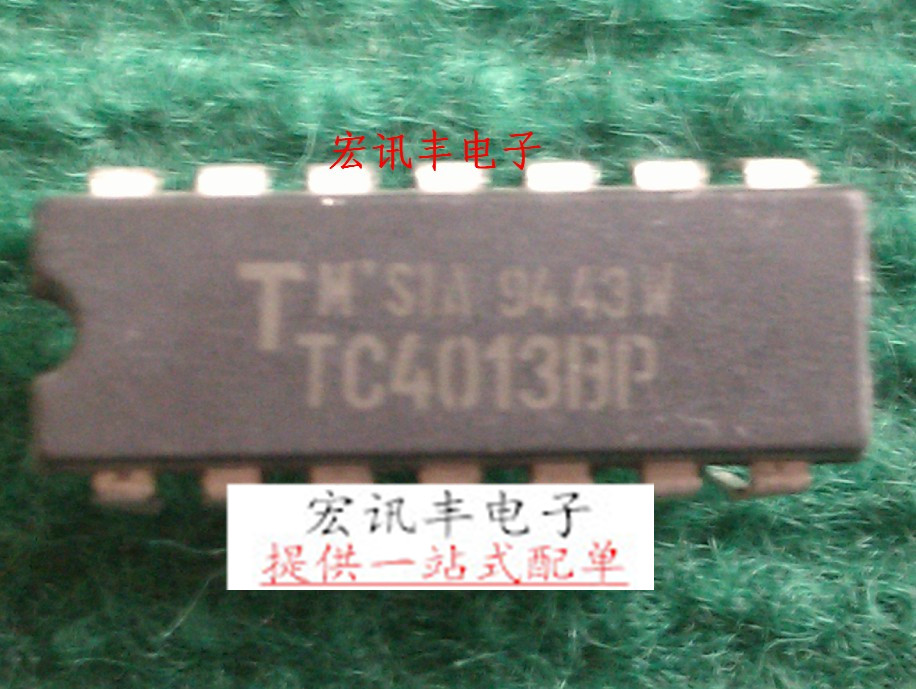 宏讯丰电子
T M'SIA 9443W
TC4013BP
宏讯丰电子
提供一站式配单